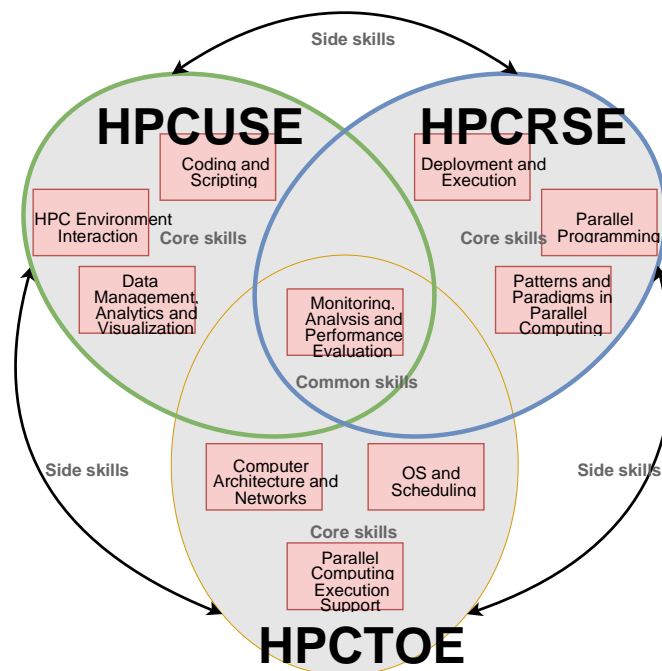 Side skills
HPCUSE
HPCRSE
Coding and
Scripting
Deployment and
Execution
HPC Environment
Interaction
Parallel
Programming
Core skills
Core skills
Data
Management,
Analytics and
Visualization
Patterns and
Paradigms in
Parallel
Computing
Monitoring,
Analysis and
Performance
Evaluation
Common skills
Side skills
Computer
Architecture and
Networks
OS and
Scheduling
Side skills
Core skills
Parallel
Computing
Execution
Support
HPCTOE